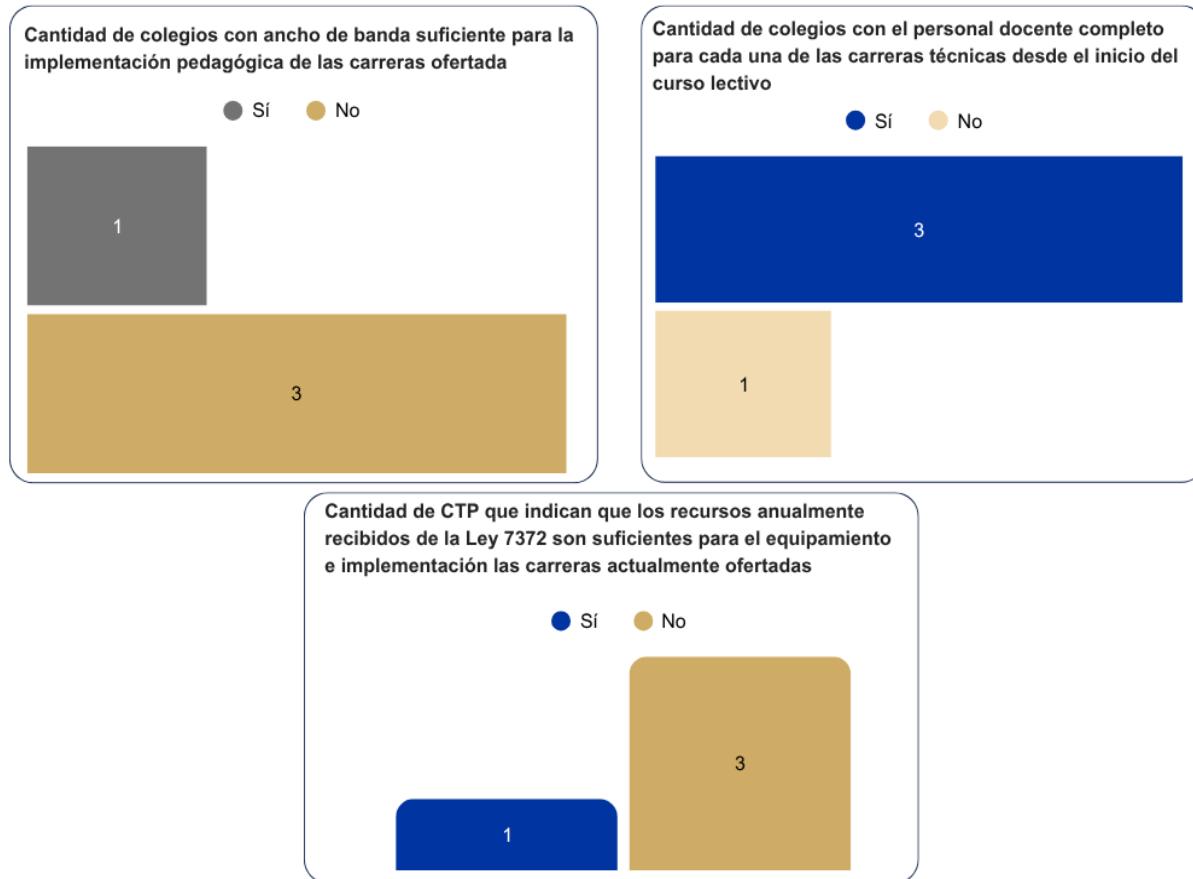 Cantidad de colegios con ancho de banda suficiente para la
implementación pedagógica de las carreras ofertada
Sí No
1
3
Cantidad de colegios con el personal docente completo
para cada una de las carreras técnicas desde el inicio del
curso lectivo
Sí No
3
1
Cantidad de CTP que indican que los recursos anualmente
recibidos de la Ley 7372 son suficientes para el equipamiento
e implementación las carreras actualmente ofertadas
Sí No
1
3